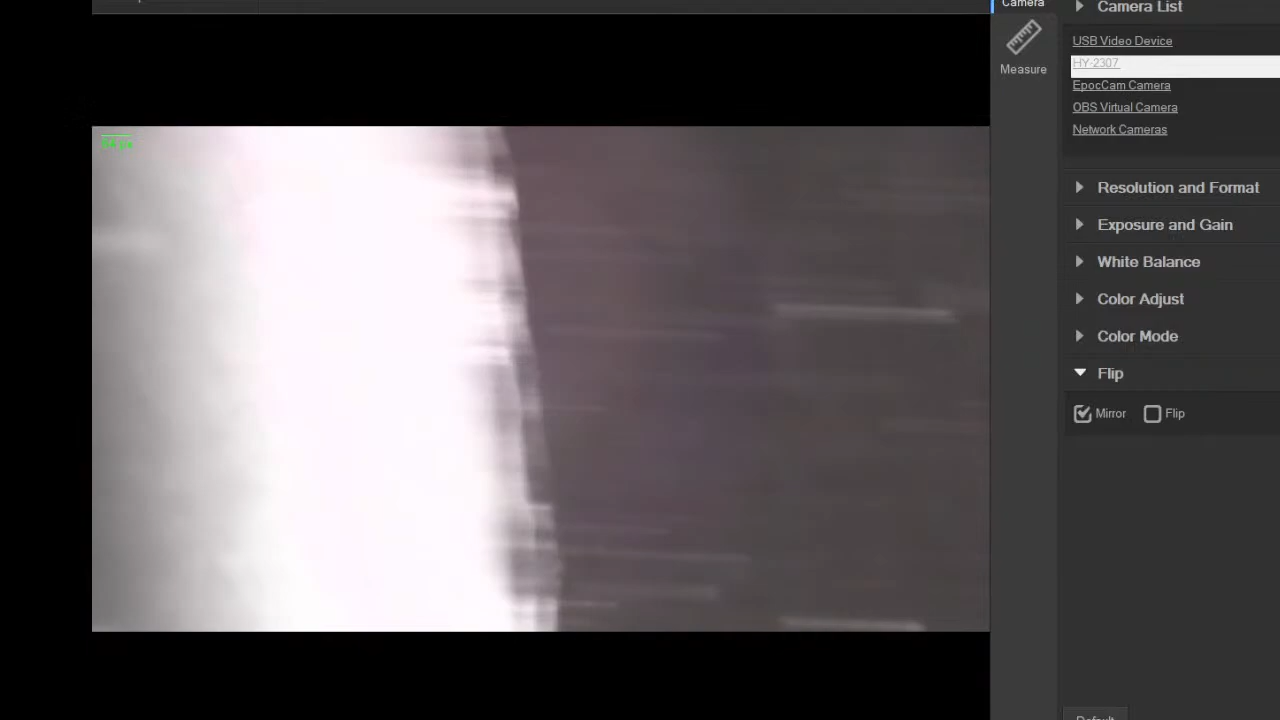 Camera
Measure
Camera List
USB Video Device
HY-2307
EpocCam Camera
OBS Virtual Camera
Network Cameras
Resolution and Format
Exposure and Gain
White Balance
Color Adjust
Color Mode
Flip
Mirror Flip
Default